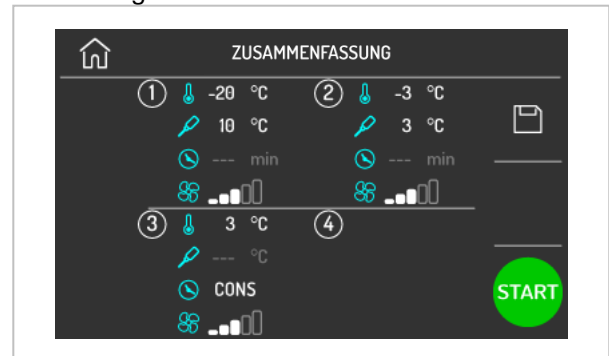 ZUSAMMENFASSUNG
1 -20 °C
10 °C
--- min
2 -3 °C
3 °C
--- min
3 3 °C
--- °C
CONS
4
START